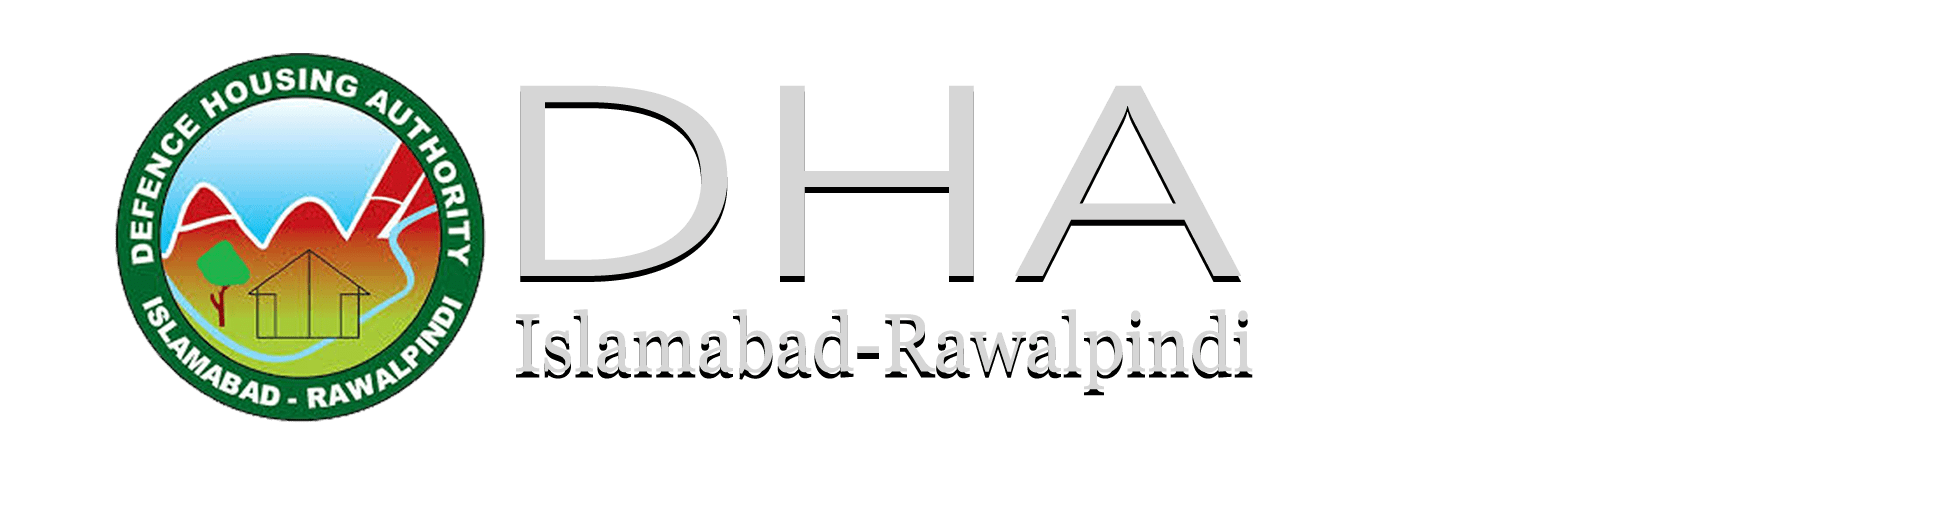 DEFENCE HOUSING AUTHORITY
ISLAMABAD - RAWALPINDI
DHA
Islamabad-Rawalpindi